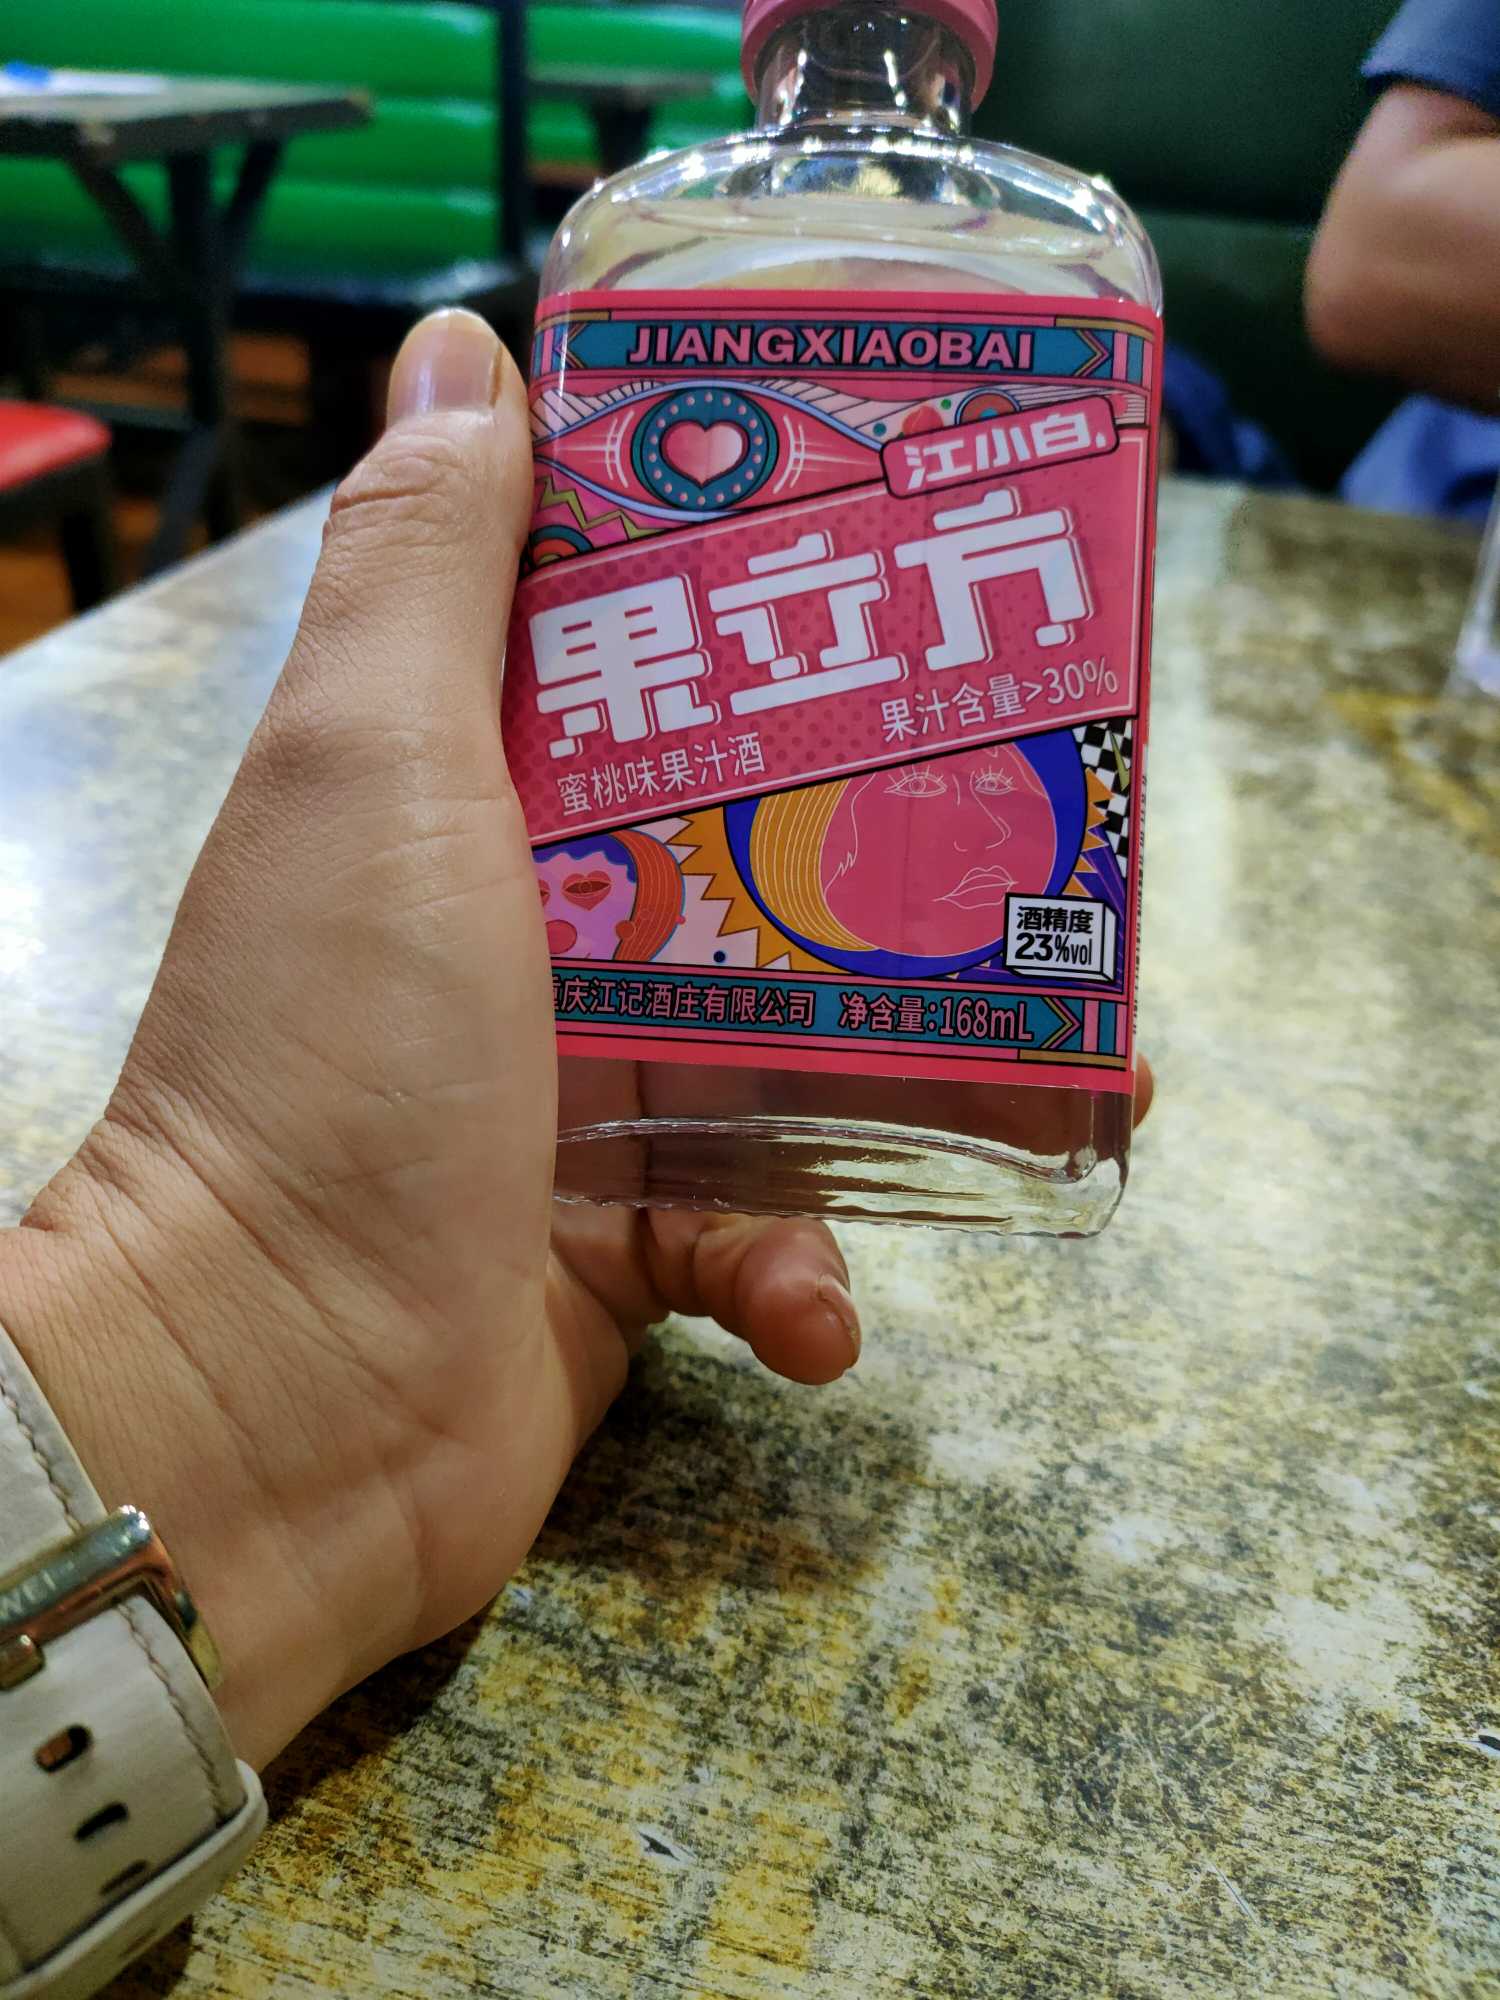 JIANGXIAOBAI
江小白
果立方
果汁含量>30%
蜜桃味果汁酒
酒精度
23%vol
重庆江记酒庄有限公司 净含量:168mL